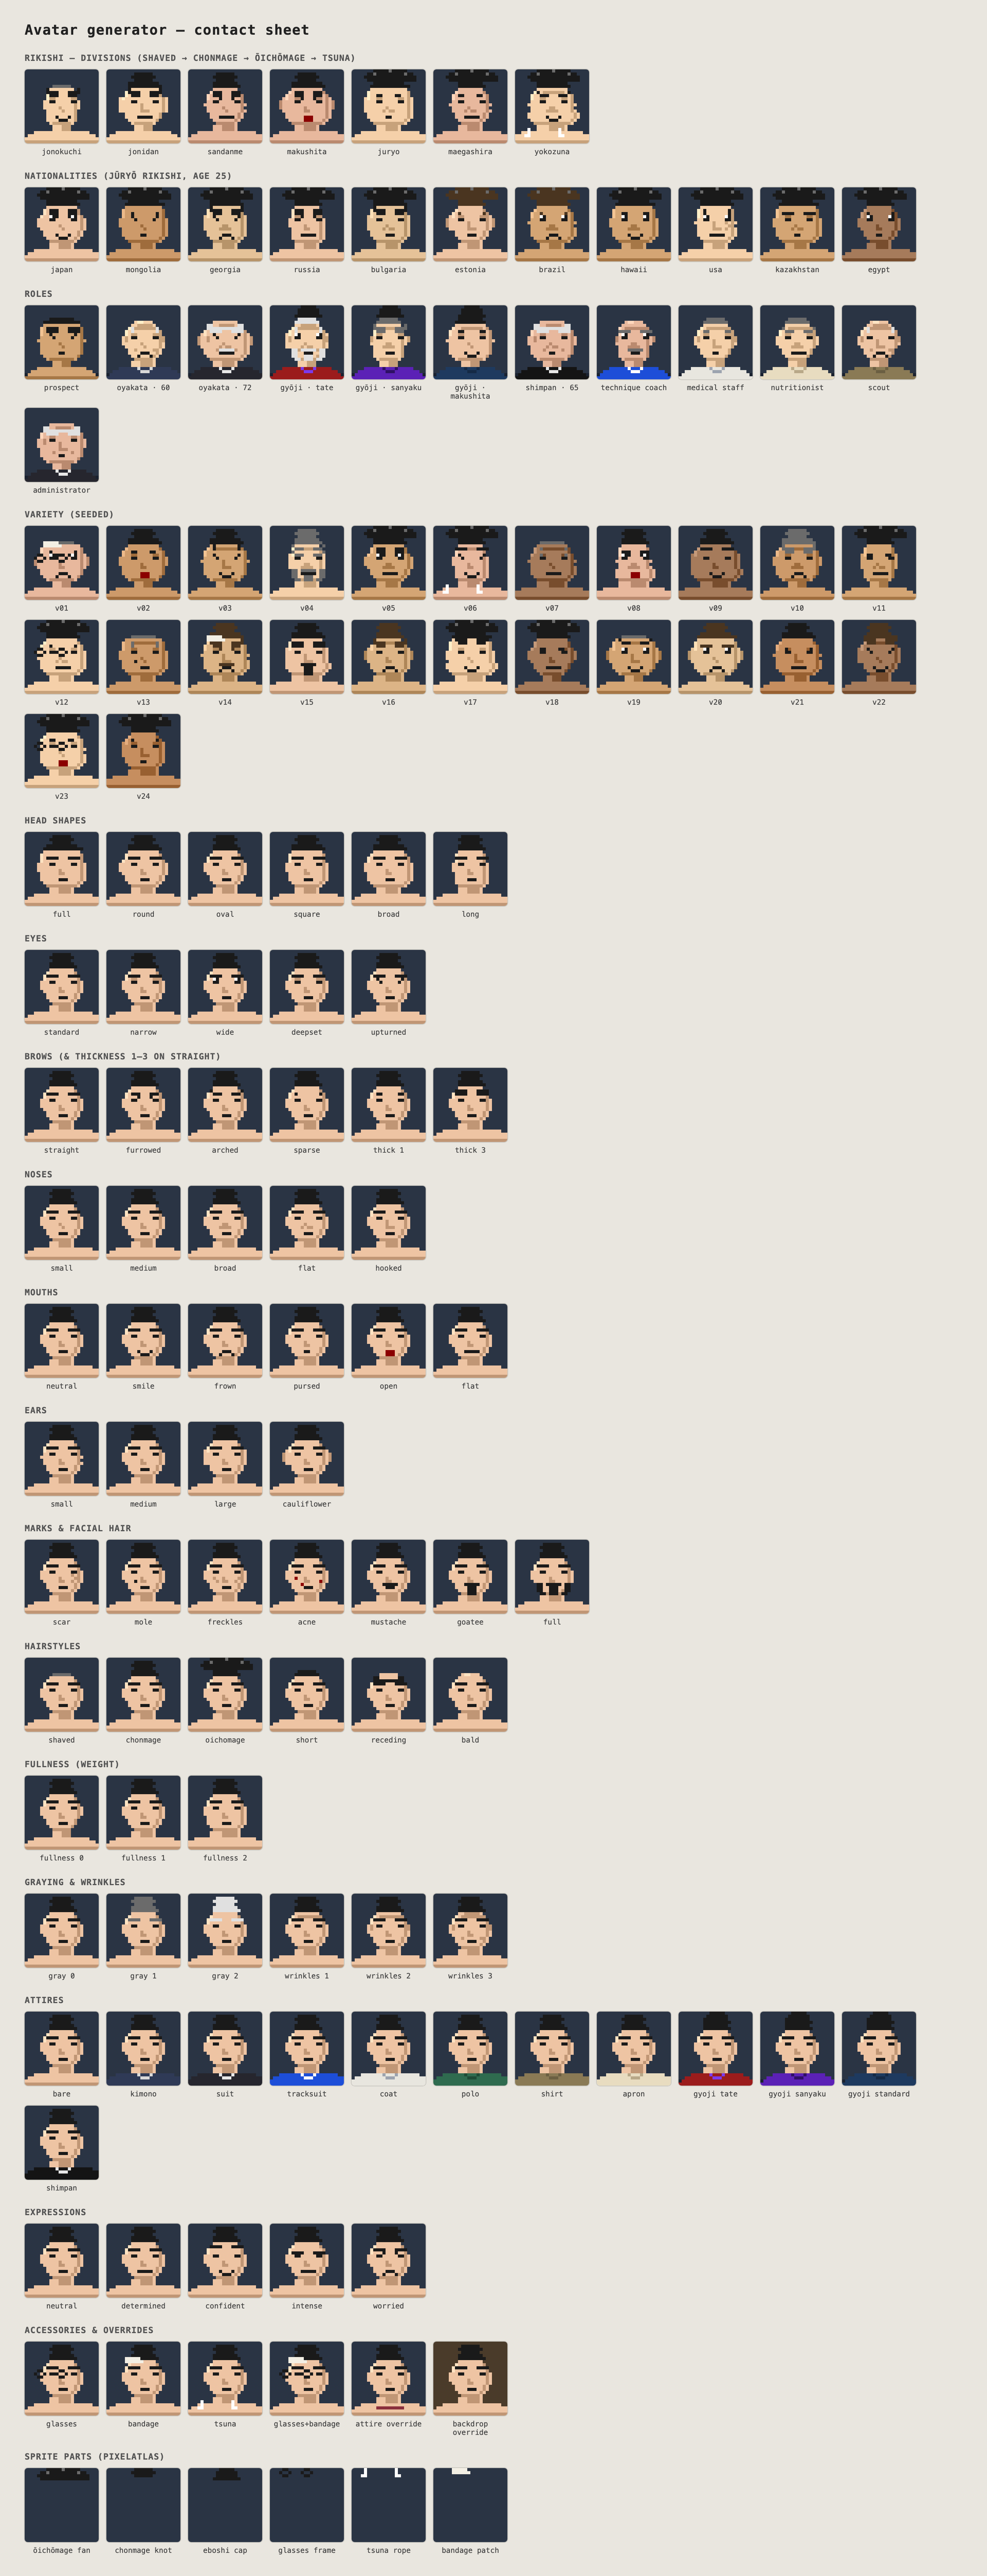 Avatar generator — contact sheet
RIKISHI — DIVISIONS (SHAVED → CHONMAGE → ŌICHŌMAGE → TSUNA)
jonokuchi jonidan sandanme makushita juryo maegashira yokozuna
NATIONALITIES (JŪRYŌ RIKISHI, AGE 25)
japan mongolia georgia russia bulgaria estonia brazil hawaii usa kazakhstan egypt
ROLES
prospect oyakata · 60 oyakata · 72 gyōji · tate gyōji · sanyaku gyōji · makushita shimpan · 65 technique coach medical staff nutritionist scout
administrator
VARIETY (SEEDED)
v01 v02 v03 v04 v05 v06 v07 v08 v09 v10 v11
v12 v13 v14 v15 v16 v17 v18 v19 v20 v21 v22
v23 v24
HEAD SHAPES
full round oval square broad long
EYES
standard narrow wide deepset upturned
BROWS (& THICKNESS 1–3 ON STRAIGHT)
straight furrowed arched sparse thick 1 thick 3
NOSES
small medium broad flat hooked
MOUTHS
neutral smile frown pursed open flat
EARS
small medium large cauliflower
MARKS & FACIAL HAIR
scar mole freckles acne mustache goatee full
HAIRSTYLES
shaved chonmage oichomage short receding bald
FULLNESS (WEIGHT)
fullness 0 fullness 1 fullness 2
GRAYING & WRINKLES
gray 0 gray 1 gray 2 wrinkles 1 wrinkles 2 wrinkles 3
ATTIRES
bare kimono suit tracksuit coat polo shirt apron gyoji tate gyoji sanyaku gyoji standard
shimpan
EXPRESSIONS
neutral determined confident intense worried
ACCESSORIES & OVERRIDES
glasses bandage tsuna glasses+bandage attire override backdrop override
SPRITE PARTS (PIXELATLAS)
ōichōmage fan chonmage knot eboshi cap glasses frame tsuna rope bandage patch